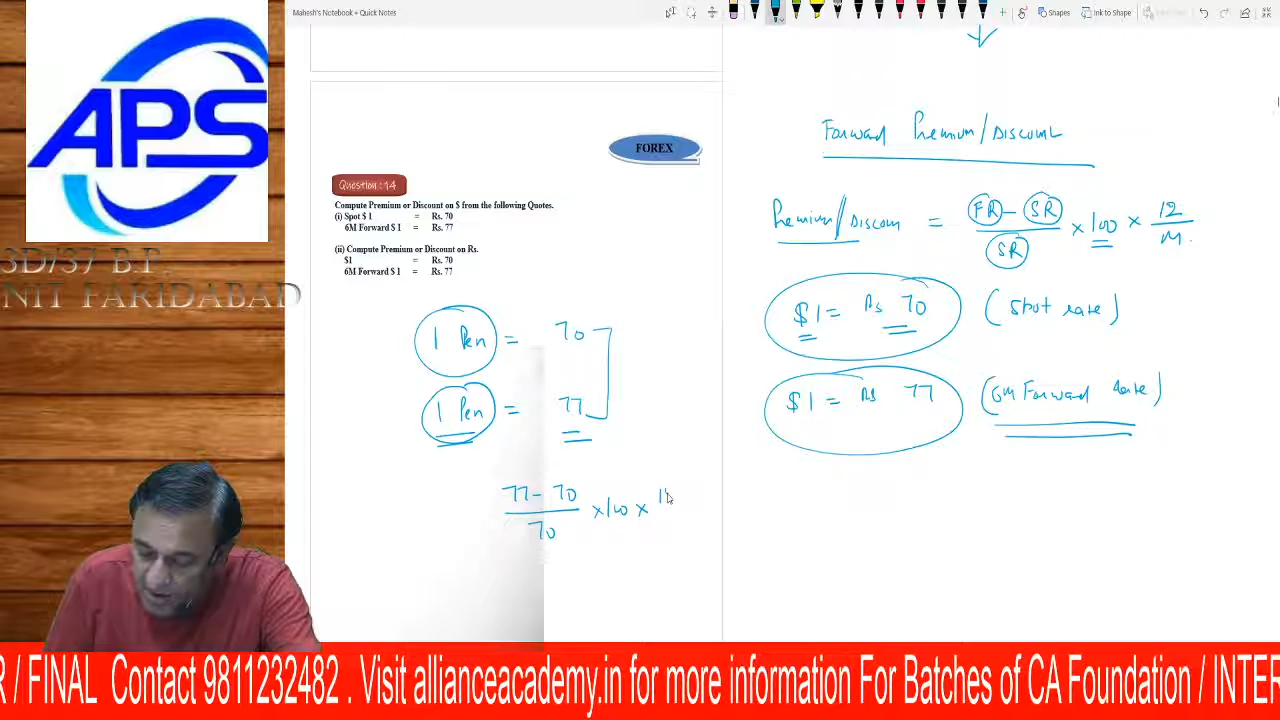 Mahesh's Notebook + Quick Notes
Shapes
Ink to Shape
APS
3D/37 B.P.
NIT FARIDABAD
FOREX
Question : 14
Compute Premium or Discount on $ from the following Quotes.
(i) Spot $ 1 = Rs. 70
6M Forward $ 1 = Rs. 77
(ii) Compute Premium or Discount on Rs.
$1 = Rs. 70
6M Forward $ 1 = Rs. 77
1 Pen = 70
1 Pen = 77
77 - 70
70
×100 ×
Forward Premium/Discount
Premium/Discoun = FR - SR
SR
× 100 × 12
M.
$1 = Rs 70 (Spot rate)
$1 = Rs 77 (6m Forward rate)
R / FINAL Contact 9811232482 . Visit allianceacademy.in for more information For Batches of CA Foundation / INTER